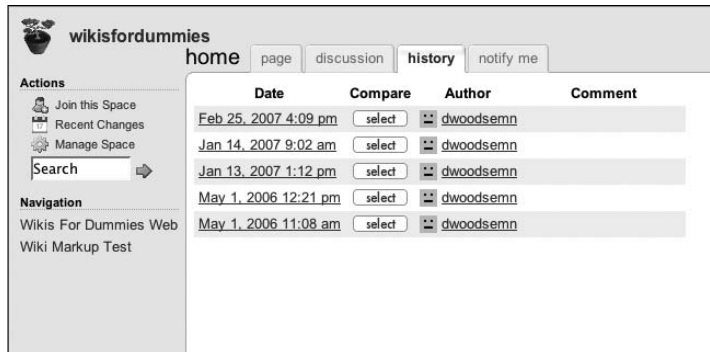 wikisfordummies
home page discussion history notify me
Actions
Join this Space
17 Recent Changes
Manage Space
Search
Navigation
Wikis For Dummies Web
Wiki Markup Test
Date Compare Author Comment
Feb 25, 2007 4:09 pm select dwoodsemn
Jan 14, 2007 9:02 am select dwoodsemn
Jan 13, 2007 1:12 pm select dwoodsemn
May 1, 2006 12:21 pm select dwoodsemn
May 1, 2006 11:08 am select dwoodsemn